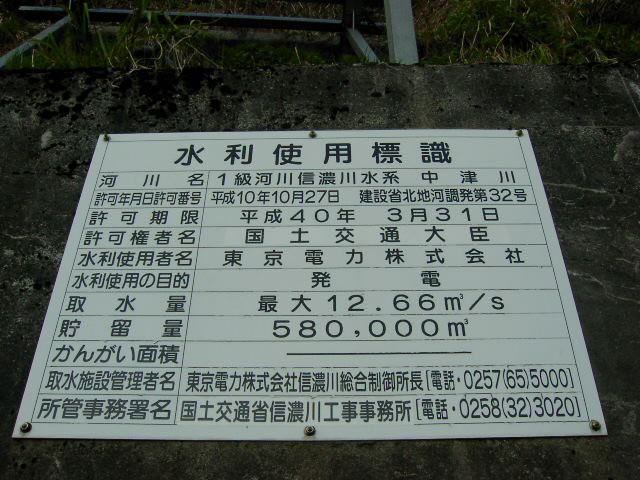 水利使用標識
河川名 1級河川信濃川水系 中津川
許可年月日許可番号 平成10年10月27日 建設省北地河調発第32号
許可期限 平成40年 3月31日
許可権者名 国土交通大臣
水利使用者名 東京電力株式会社
水利使用の目的 発電
取水量 最大12.66㎥/s
貯留量 580,000㎥
かんがい面積 ―――――
取水施設管理者名 東京電力株式会社信濃川総合制御所長[電話・0257(65)5000]
所管事務署名 国土交通省信濃川工事事務所[電話・0258(32)3020]